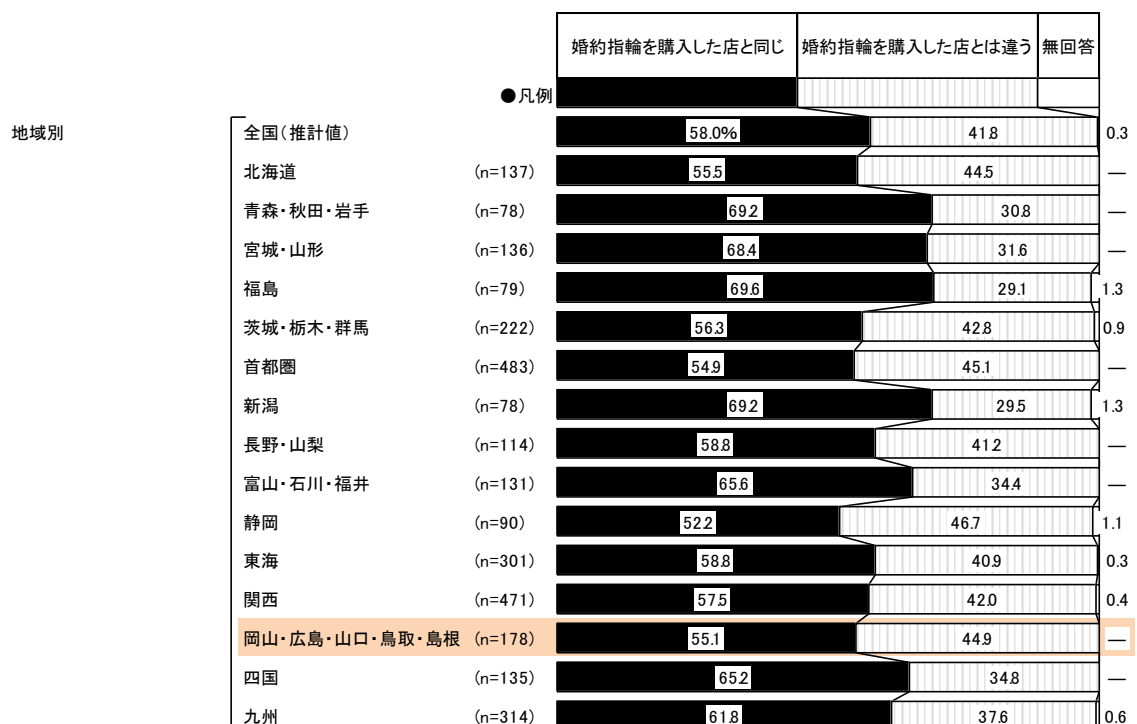 婚約指輪を購入した店と同じ 婚約指輪を購入した店とは違う 無回答
●凡例
地域別 全国(推計値) 58.0% 41.8 0.3
北海道 (n=137) 55.5 44.5 ―
青森・秋田・岩手 (n=78) 69.2 30.8 ―
宮城・山形 (n=136) 68.4 31.6 ―
福島 (n=79) 69.6 29.1 1.3
茨城・栃木・群馬 (n=222) 56.3 42.8 0.9
首都圏 (n=483) 54.9 45.1 ―
新潟 (n=78) 69.2 29.5 1.3
長野・山梨 (n=114) 58.8 41.2 ―
富山・石川・福井 (n=131) 65.6 34.4 ―
静岡 (n=90) 52.2 46.7 1.1
東海 (n=301) 58.8 40.9 0.3
関西 (n=471) 57.5 42.0 0.4
岡山・広島・山口・鳥取・島根 (n=178) 55.1 44.9 ―
四国 (n=135) 65.2 34.8 ―
九州 (n=314) 61.8 37.6 0.6